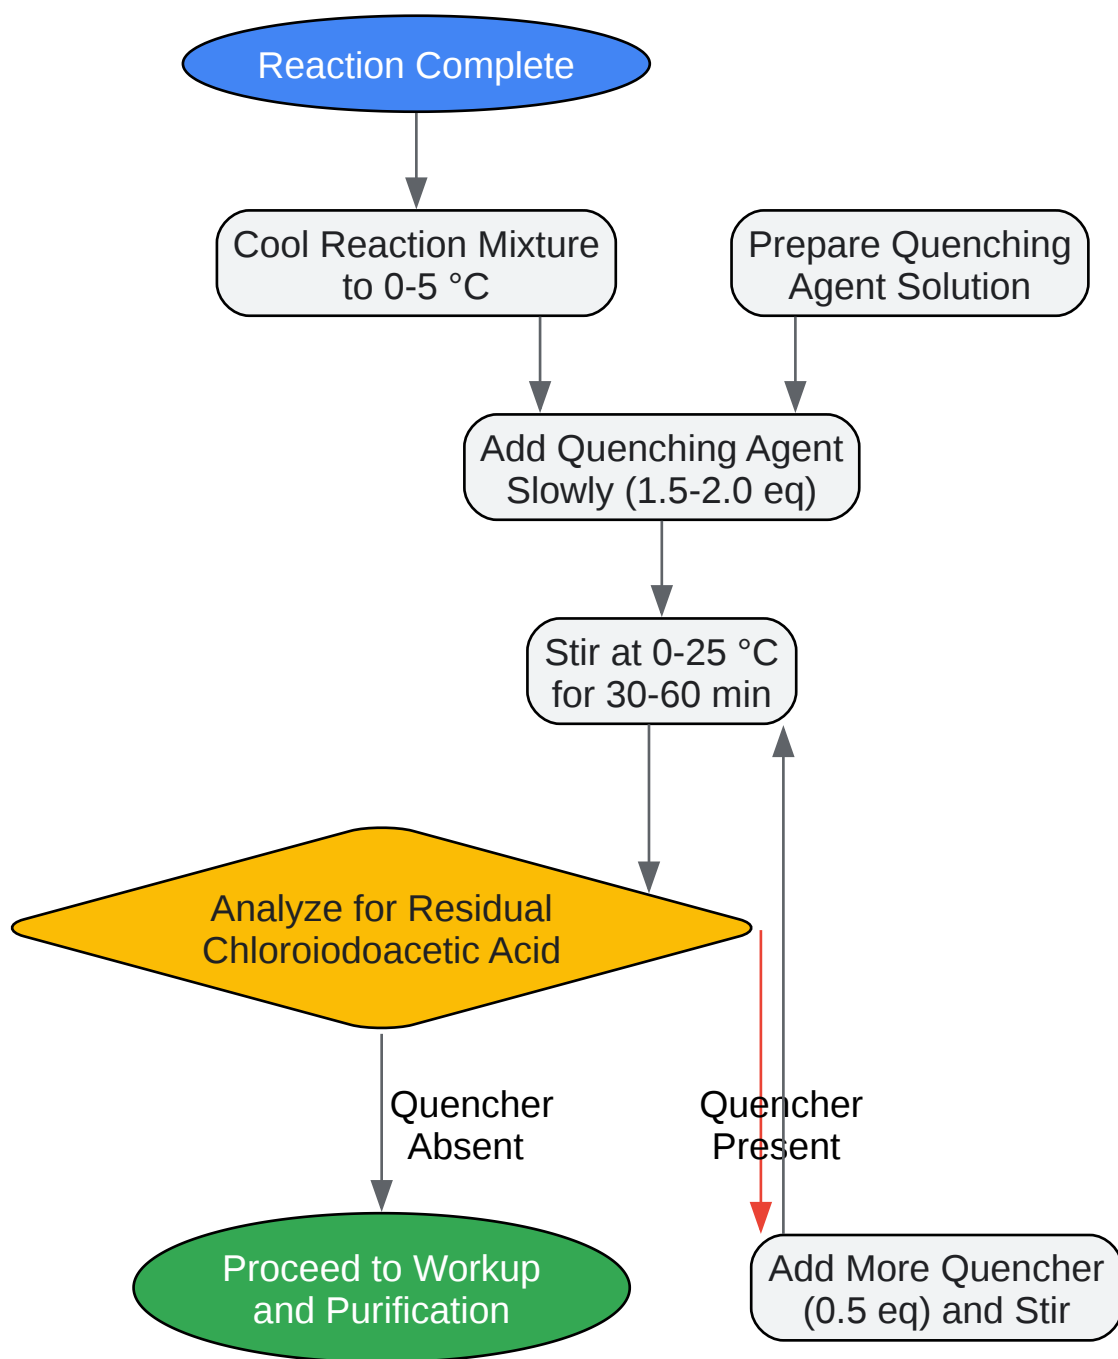 Reaction Complete
Cool Reaction Mixture
to 0-5 °C
Prepare Quenching
Agent Solution
Add Quenching Agent
Slowly (1.5-2.0 eq)
Stir at 0-25 °C
for 30-60 min
Analyze for Residual
Chloroiodoacetic Acid
Quencher
Absent
Quencher
Present
Proceed to Workup
and Purification
Add More Quencher
(0.5 eq) and Stir